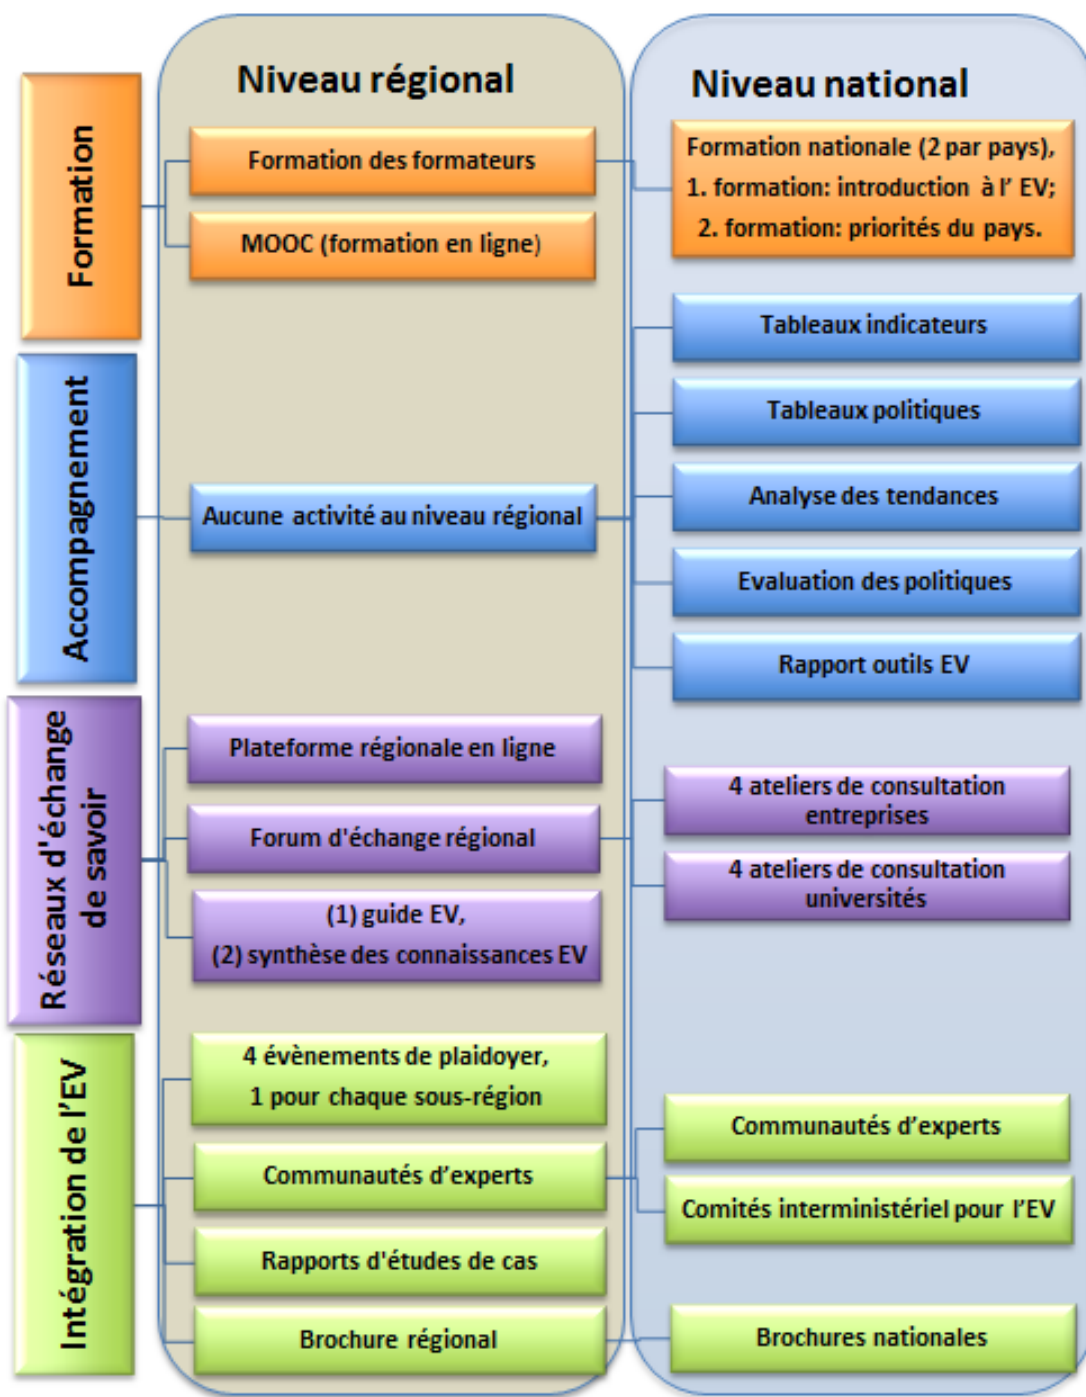 Niveau régional
Niveau national
Formation
Formation des formateurs
MOOC (formation en ligne)
Formation nationale (2 par pays),
1. formation: introduction à l’ EV;
2. formation: priorités du pays.
Accompagnement
Aucune activité au niveau régional
Tableaux indicateurs
Tableaux politiques
Analyse des tendances
Evaluation des politiques
Rapport outils EV
Réseaux d'échange
de savoir
Plateforme régionale en ligne
Forum d'échange régional
(1) guide EV,
(2) synthèse des connaissances EV
4 ateliers de consultation
entreprises
4 ateliers de consultation
universités
Intégration de l’EV
4 évènements de plaidoyer,
1 pour chaque sous-région
Communautés d’experts
Rapports d'études de cas
Brochure régional
Communautés d’experts
Comités interministériel pour l’EV
Brochures nationales